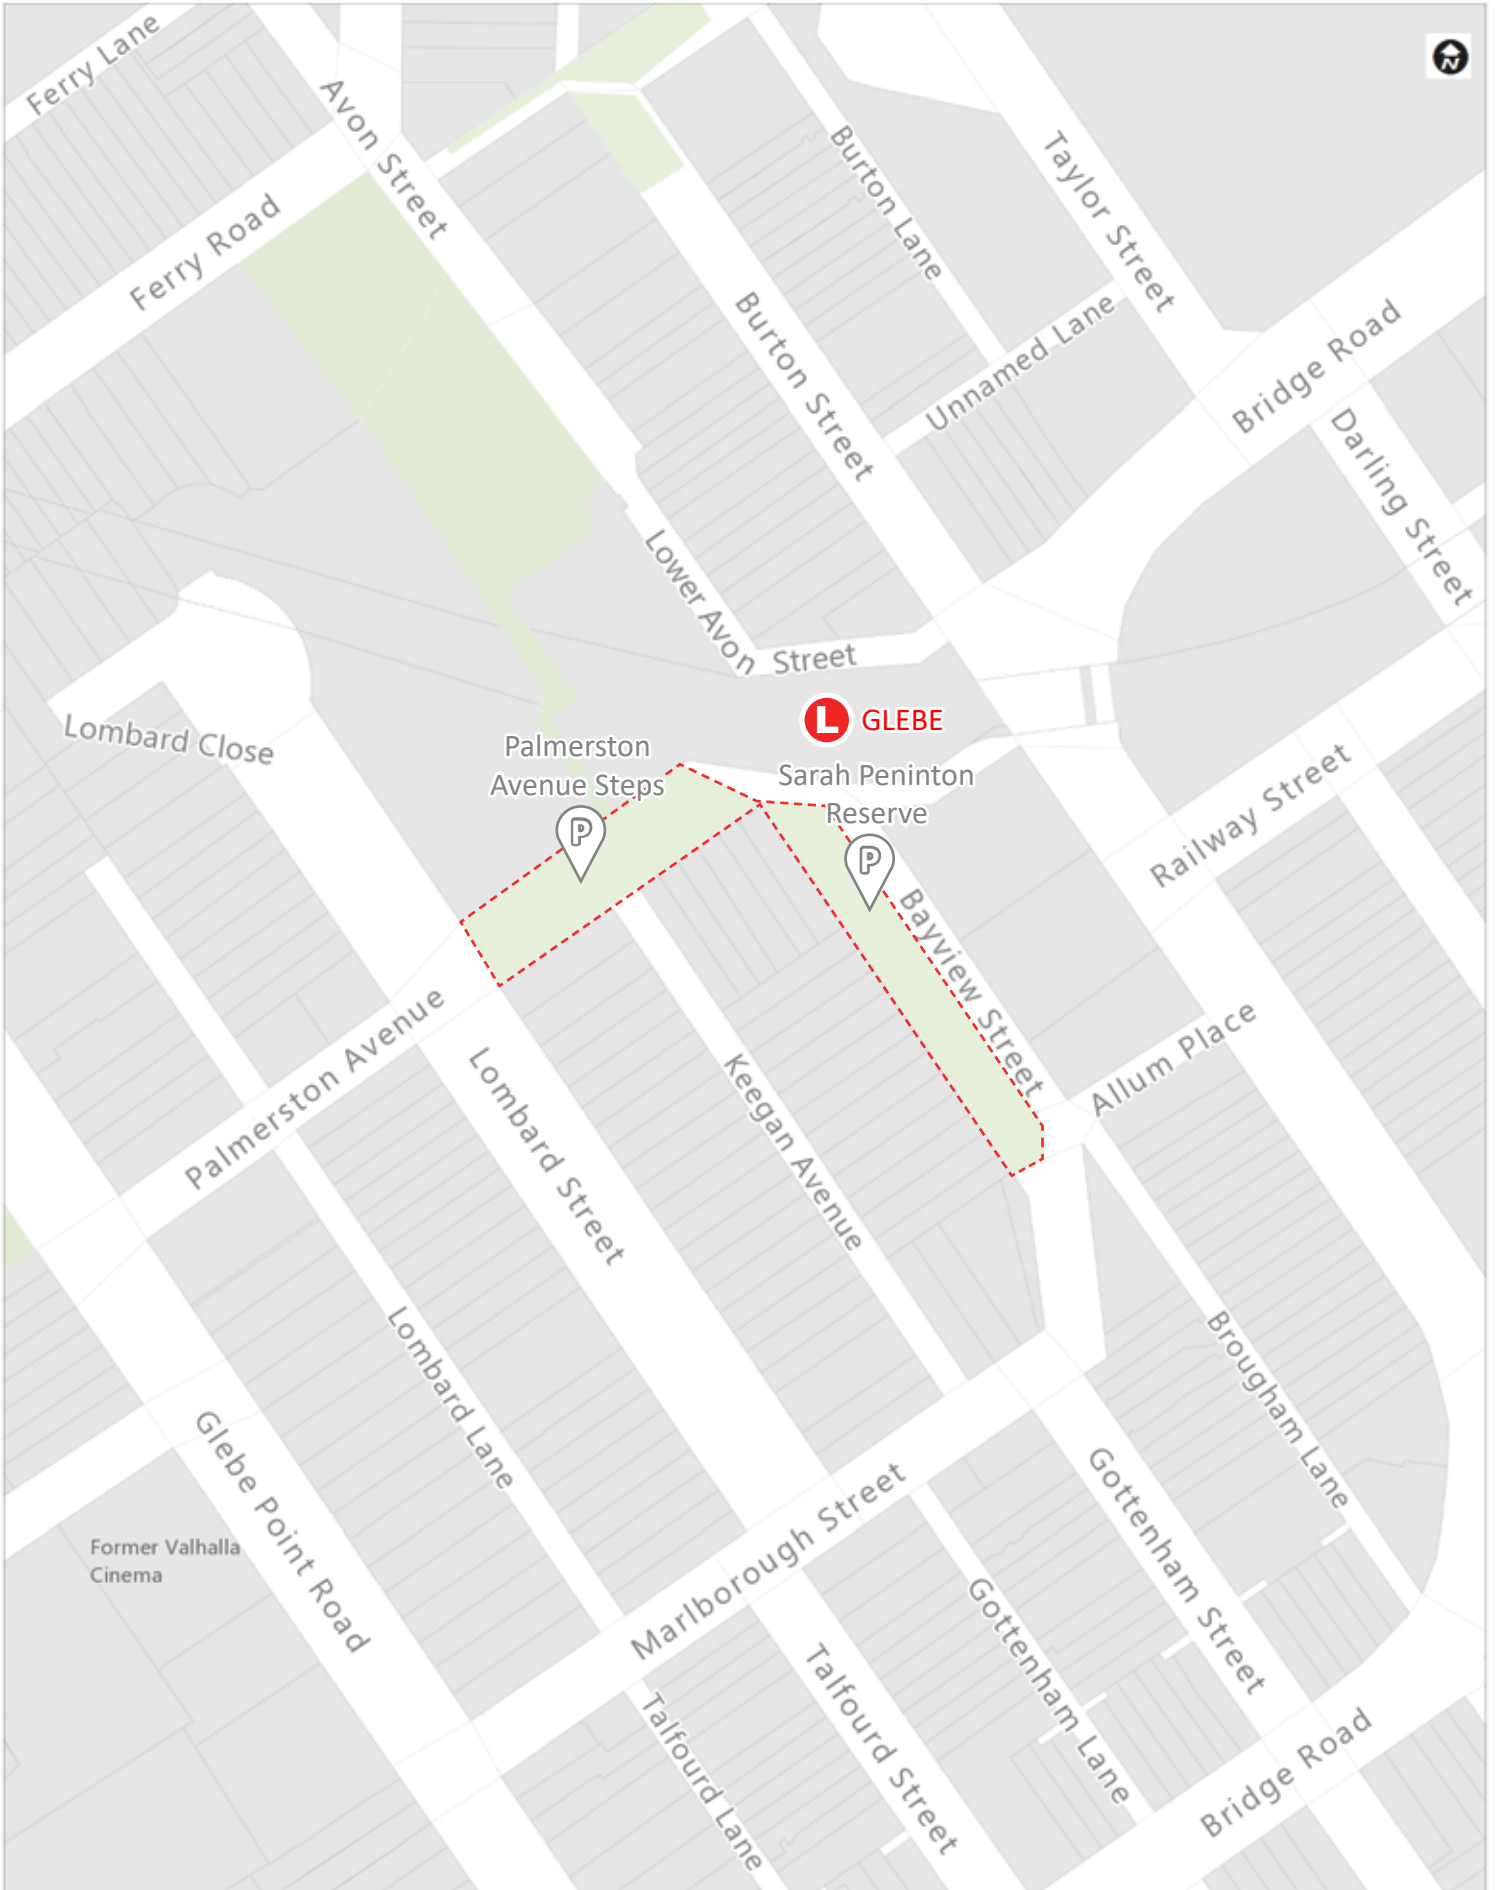 Ferry Lane
Avon Street
Ferry Road
Burton Lane
Taylor Street
N
Burton Street
Unnamed Lane
Bridge Road
Darling Street
Lower Avon
Street
Lombard Close
L GLEBE
Palmerston
Avenue Steps
P
Sarah Peninton
Reserve
P
Railway Street
Bayview Street
Allum Place
Palmerston Avenue
Lombard Street
Keegan Avenue
Lombard Lane
Brougham Lane
Glebe Point Road
Former Valhalla
Cinema
Marlborough Street
Gottenham Street
Gottenham Lane
Talfourd Street
Talfourd Lane
Bridge Road